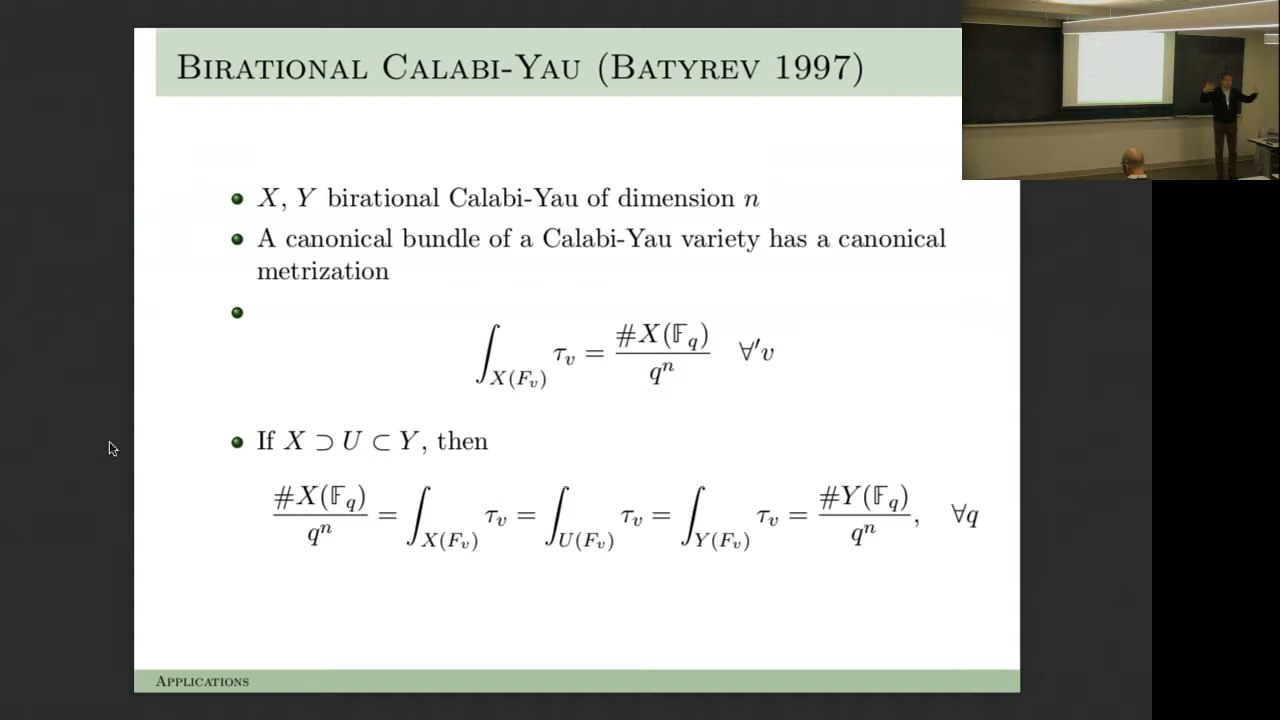 BIRATIONAL CALABI-YAU (BATYREV 1997)
X, Y birational Calabi-Yau of dimension n
A canonical bundle of a Calabi-Yau variety has a canonical
metrization
∫_{X(F_v)} τ_v = #X(𝔽_q) / q^n ∀′v
If X ⊃ U ⊂ Y, then
#X(𝔽_q) / q^n = ∫_{X(F_v)} τ_v = ∫_{U(F_v)} τ_v = ∫_{Y(F_v)} τ_v = #Y(𝔽_q) / q^n, ∀q
APPLICATIONS